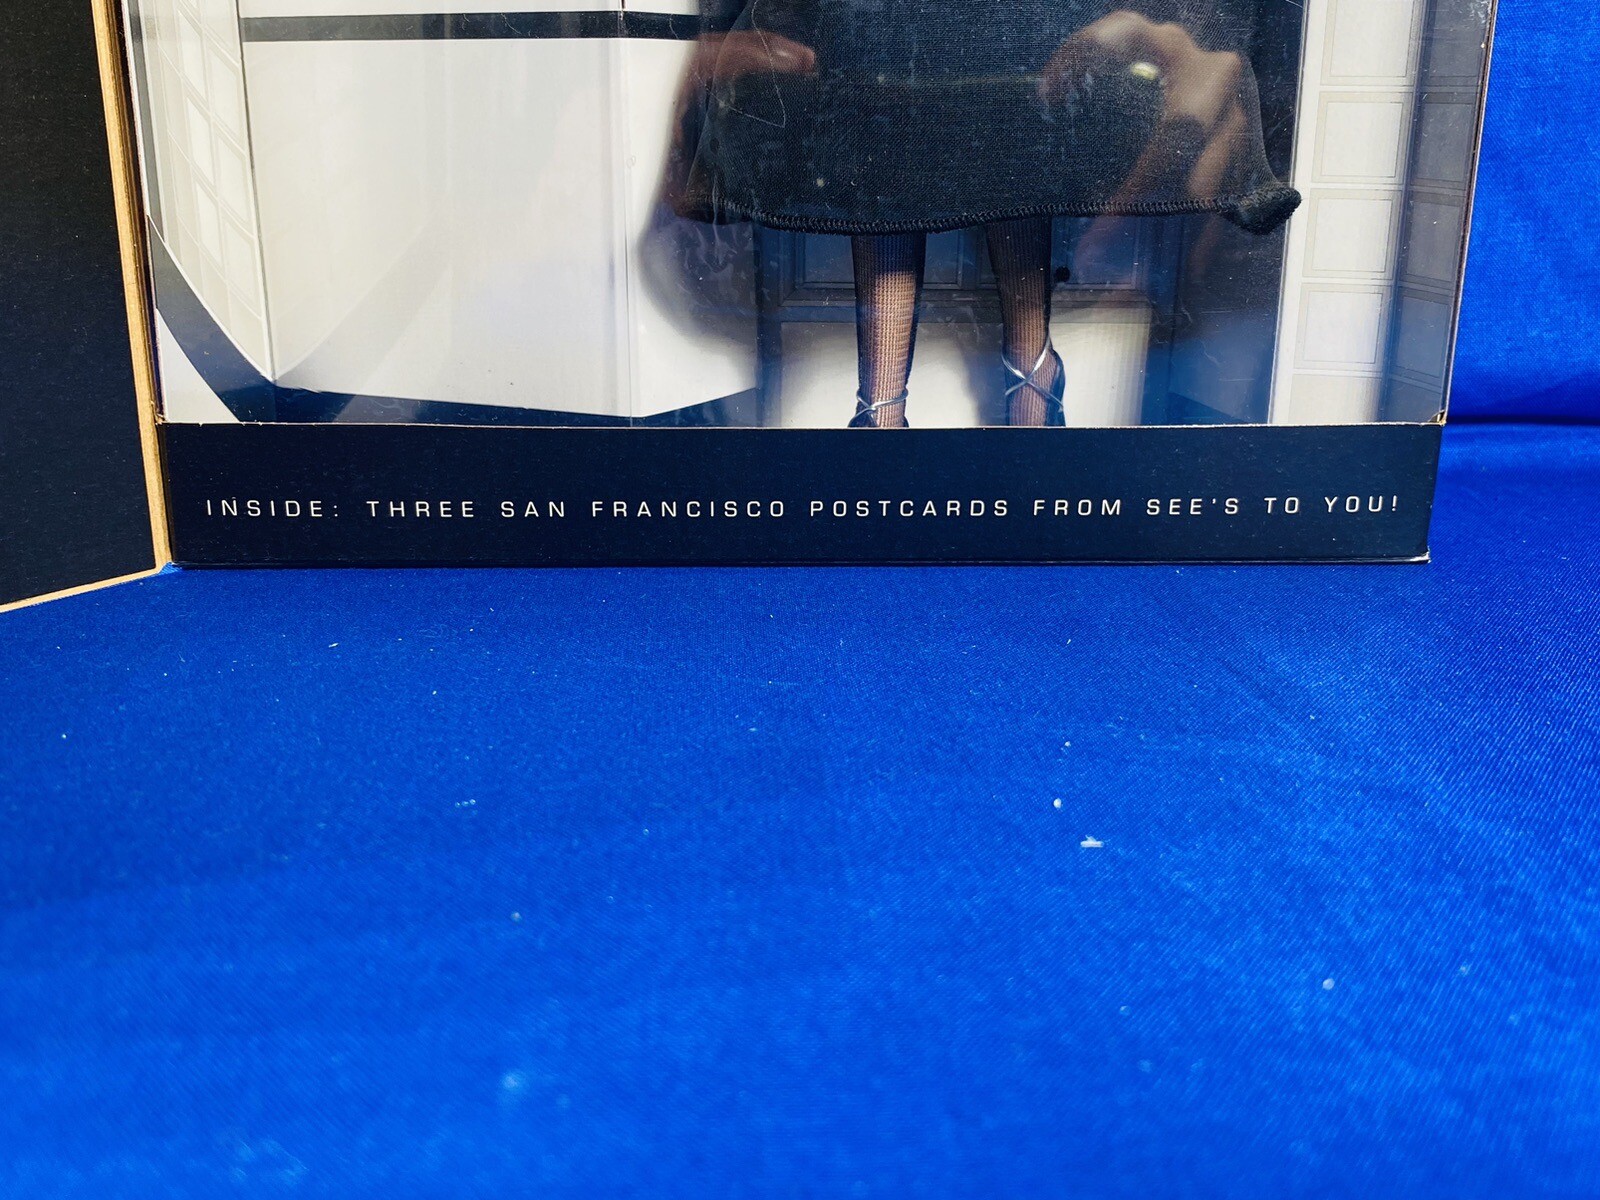 INSIDE: THREE SAN FRANCISCO POSTCARDS FROM SEE'S TO YOU!